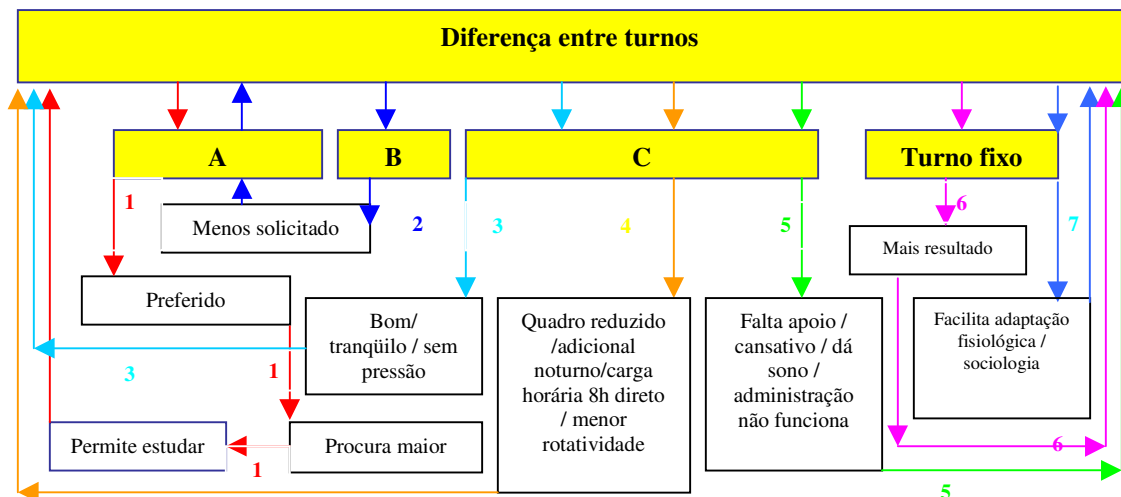 Diferença entre turnos
A
B
C
Turno fixo
1
2
3
4
5
6
7
Menos solicitado
Mais resultado
Preferido
Bom/
tranqüilo / sem
pressão
Quadro reduzido
/adicional
noturno/carga
horária 8h direto
/ menor
rotatividade
Falta apoio /
cansativo / dá
sono /
administração
não funciona
Facilita adaptação
fisiológica /
sociologia
3
1
Permite estudar
1
Procura maior
6
5